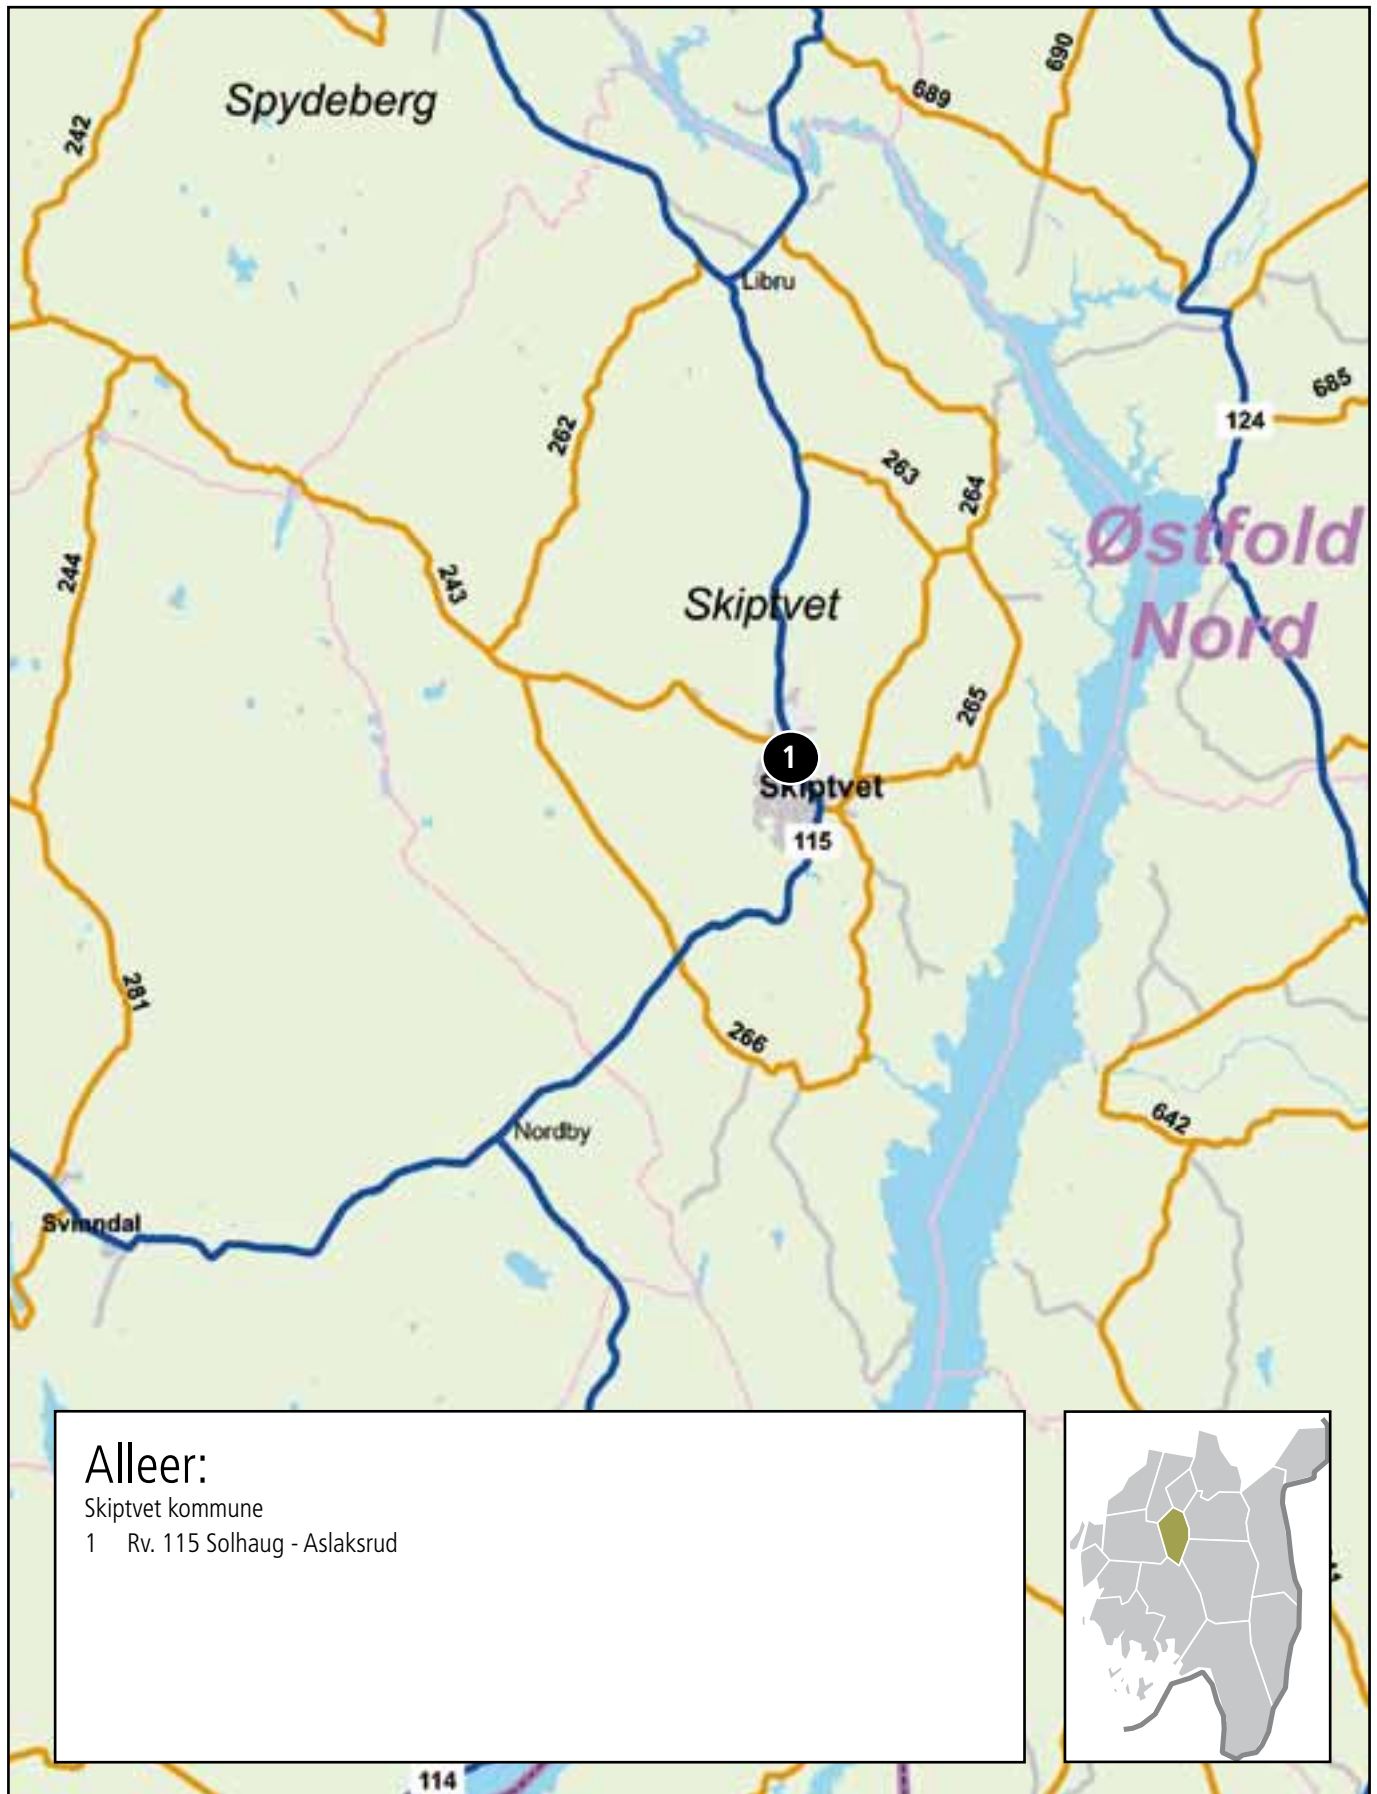 690
689
Spydeberg
242
Libru
685
124
262
263
264
Østfold
Nord
244
243
Skiptvet
265
1
Skiptvet
115
281
266
642
Nordby
Svinndal
Alleer:
Skiptvet kommune
1 Rv. 115 Solhaug - Aslaksrud
114